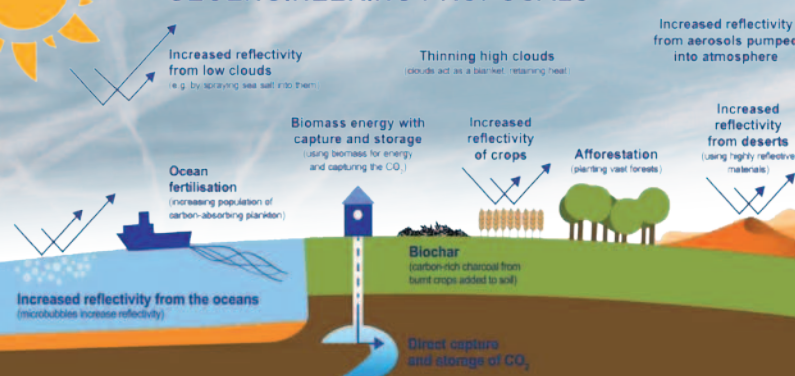 Increased reflectivity
from low clouds
(e.g. by spraying sea salt into them)
Thinning high clouds
(clouds act as a blanket, retaining heat)
Increased reflectivity
from aerosols pumped
into atmosphere
Biomass energy with
capture and storage
(using biomass for energy
and capturing the CO₂)
Increased
reflectivity
of crops
Afforestation
(planting vast forests)
Increased
reflectivity
from deserts
(using highly reflective
materials)
Ocean
fertilisation
(increasing population of
carbon-absorbing plankton)
Increased reflectivity from the oceans
(microbubbles increase reflectivity)
Biochar
(carbon-rich charcoal from
burnt crops added to soil)
Direct capture
and storage of CO₂